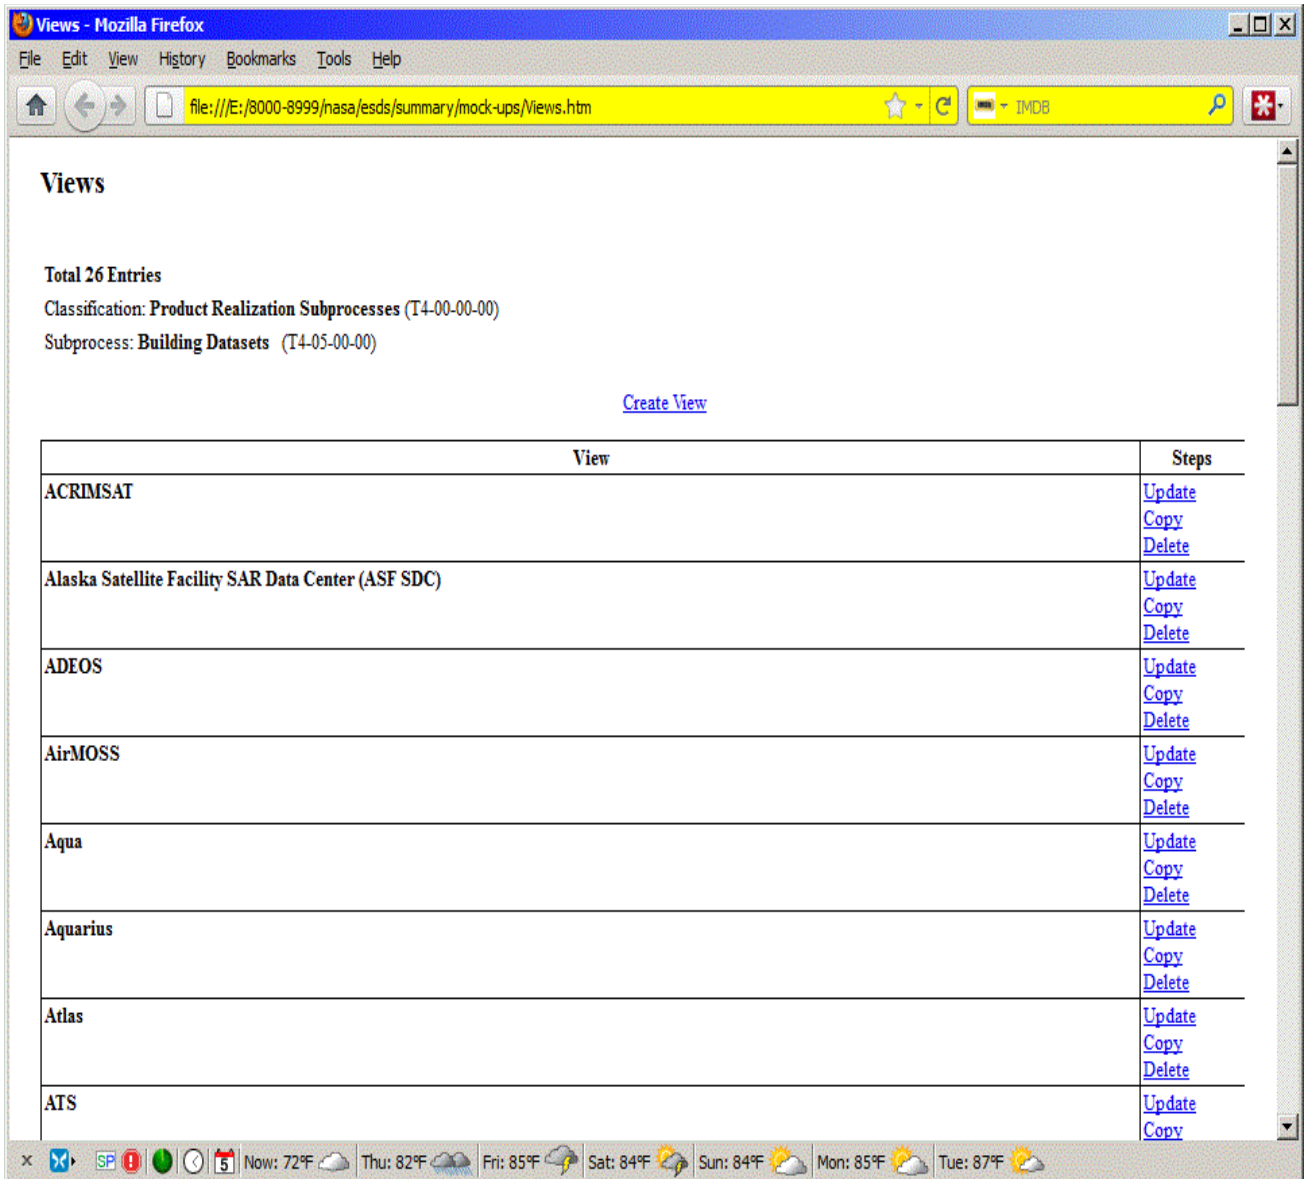 Views - Mozilla Firefox
File Edit View History Bookmarks Tools Help
file:///E:/8000-8999/nasa/esds/summary/mock-ups/Views.htm IMDB
Views
Total 26 Entries
Classification: Product Realization Subprocesses (T4-00-00-00)
Subprocess: Building Datasets (T4-05-00-00)
Create View
View Steps
ACRIMSAT Update
Copy
Delete
Alaska Satellite Facility SAR Data Center (ASF SDC) Update
Copy
Delete
ADEOS Update
Copy
Delete
AirMOSS Update
Copy
Delete
Aqua Update
Copy
Delete
Aquarius Update
Copy
Delete
Atlas Update
Copy
Delete
ATS Update
Copy
SP 5 Now: 72°F Thu: 82°F Fri: 85°F Sat: 84°F Sun: 84°F Mon: 85°F Tue: 87°F